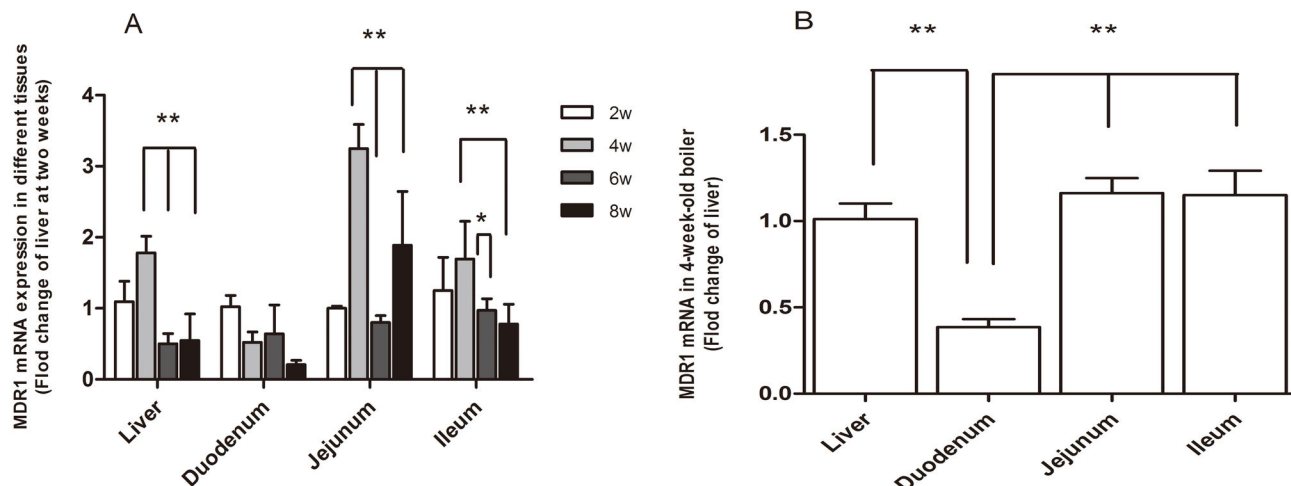 A
**
**
**
*
MDR1 mRNA expression in different tissues
(Flod change of liver at two weeks)
4
3
2
1
0
Liver
Duodenum
Jejunum
Ileum
2w
4w
6w
8w
B
**
**
MDR1 mRNA in 4-week-old boiler
(Flod change of liver)
1.5
1.0
0.5
0.0
Liver
Duodenum
Jejunum
Ileum